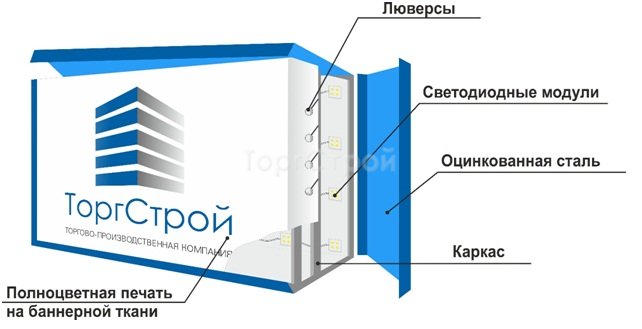 Люверсы
Светодиодные модули
ТоргСтрой
Оцинкованная сталь
ТоргСтрой
ТОРГОВО-ПРОИЗВОДСТВЕННАЯ КОМПАНИЯ
Каркас
Полноцветная печать
на баннерной ткани